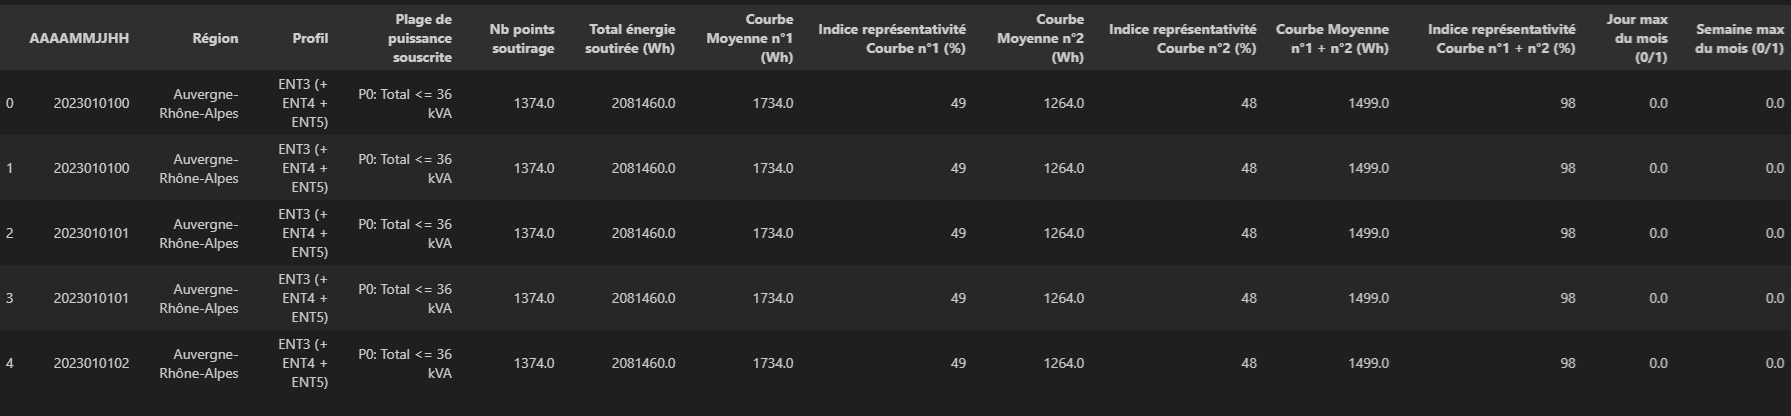 AAAAMMJJHH Région Profil Plage de puissance souscrite Nb points soutirage Total énergie soutirée (Wh) Courbe Moyenne n°1 (Wh) Indice représentativité Courbe n°1 (%) Courbe Moyenne n°2 (Wh) Indice représentativité Courbe n°2 (%) Courbe Moyenne n°1 + n°2 (Wh) Indice représentativité Courbe n°1 + n°2 (%) Jour max du mois (0/1) Semaine max du mois (0/1)
0 2023010100 Auvergne-Rhône-Alpes ENT3 (+ ENT4 + ENT5) P0: Total <= 36 kVA 1374.0 2081460.0 1734.0 49 1264.0 48 1499.0 98 0.0 0.0
1 2023010100 Auvergne-Rhône-Alpes ENT3 (+ ENT4 + ENT5) P0: Total <= 36 kVA 1374.0 2081460.0 1734.0 49 1264.0 48 1499.0 98 0.0 0.0
2 2023010101 Auvergne-Rhône-Alpes ENT3 (+ ENT4 + ENT5) P0: Total <= 36 kVA 1374.0 2081460.0 1734.0 49 1264.0 48 1499.0 98 0.0 0.0
3 2023010101 Auvergne-Rhône-Alpes ENT3 (+ ENT4 + ENT5) P0: Total <= 36 kVA 1374.0 2081460.0 1734.0 49 1264.0 48 1499.0 98 0.0 0.0
4 2023010102 Auvergne-Rhône-Alpes ENT3 (+ ENT4 + ENT5) P0: Total <= 36 kVA 1374.0 2081460.0 1734.0 49 1264.0 48 1499.0 98 0.0 0.0